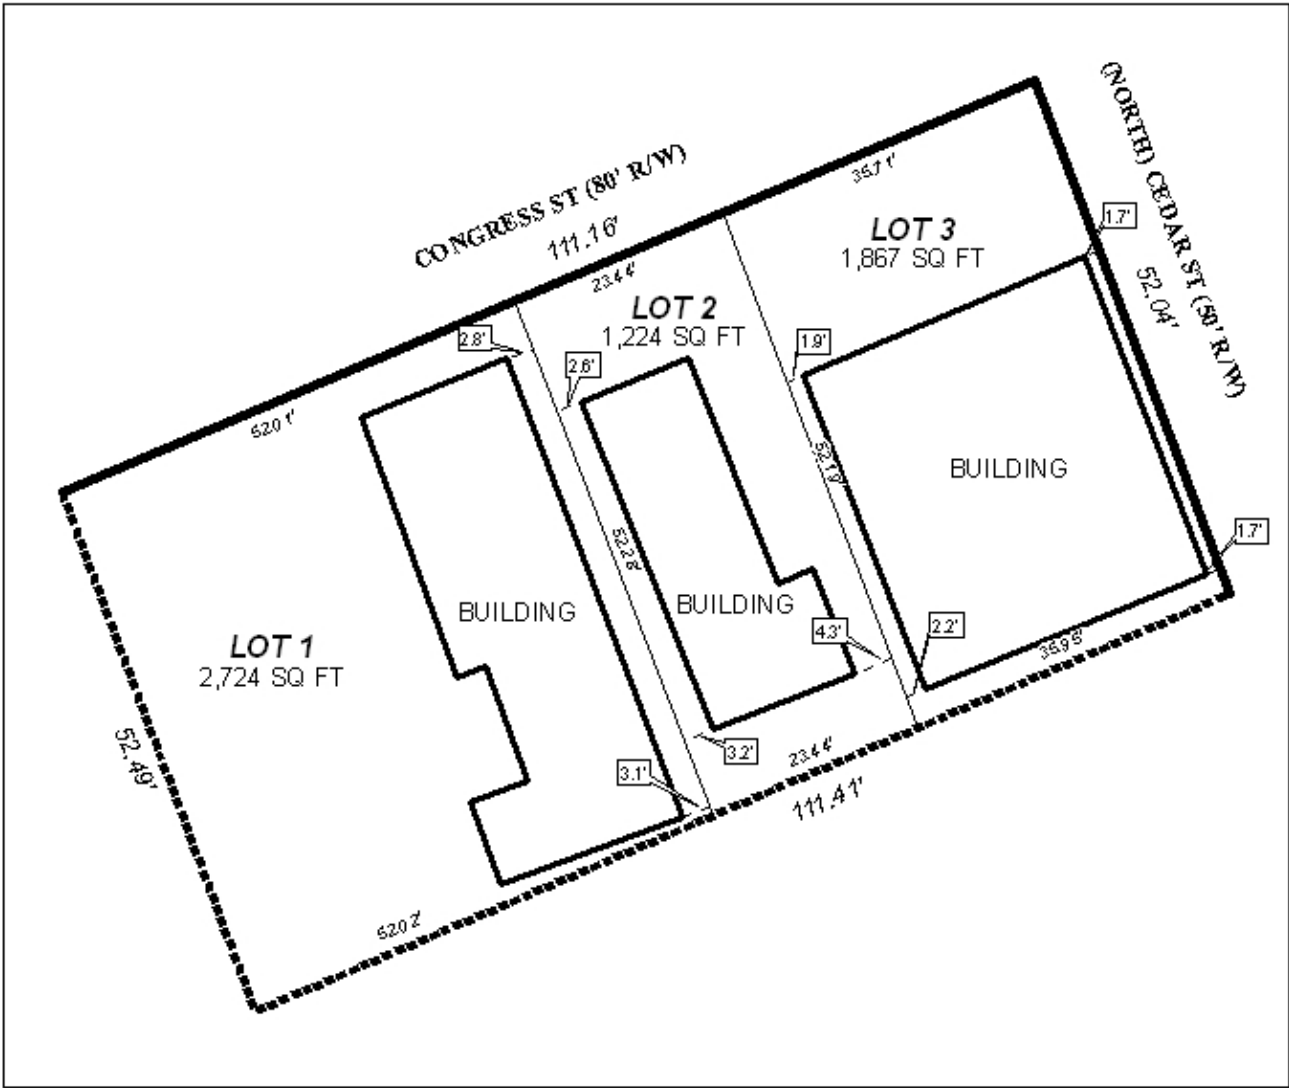 (NORTH) CEDAR ST (50' R/W)
52.04'
CONGRESS ST (80' R/W)
111.16'
35.71'
1.7'
LOT 3
1,867 SQ FT
23.44'
LOT 2
1,224 SQ FT
2.8'
2.6'
1.9'
52.01'
52.19'
BUILDING
1.7'
52.28'
BUILDING
BUILDING
4.3'
2.2'
35.95'
LOT 1
2,724 SQ FT
52.49'
3.2'
3.1'
23.44'
111.41'
52.02'